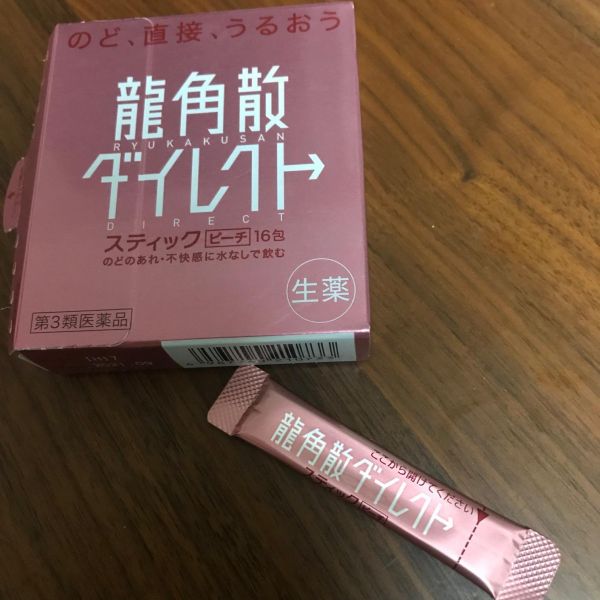 のど、直接、うるおう
龍角散
RYUKAKUSAN
ダイレクト
DIRECT
スティック ピーチ 16包
のどのあれ・不快感に水なしで飲む
生薬
第3類医薬品
龍角散ダイレクト
スティック ピーチ
ここから開けてください